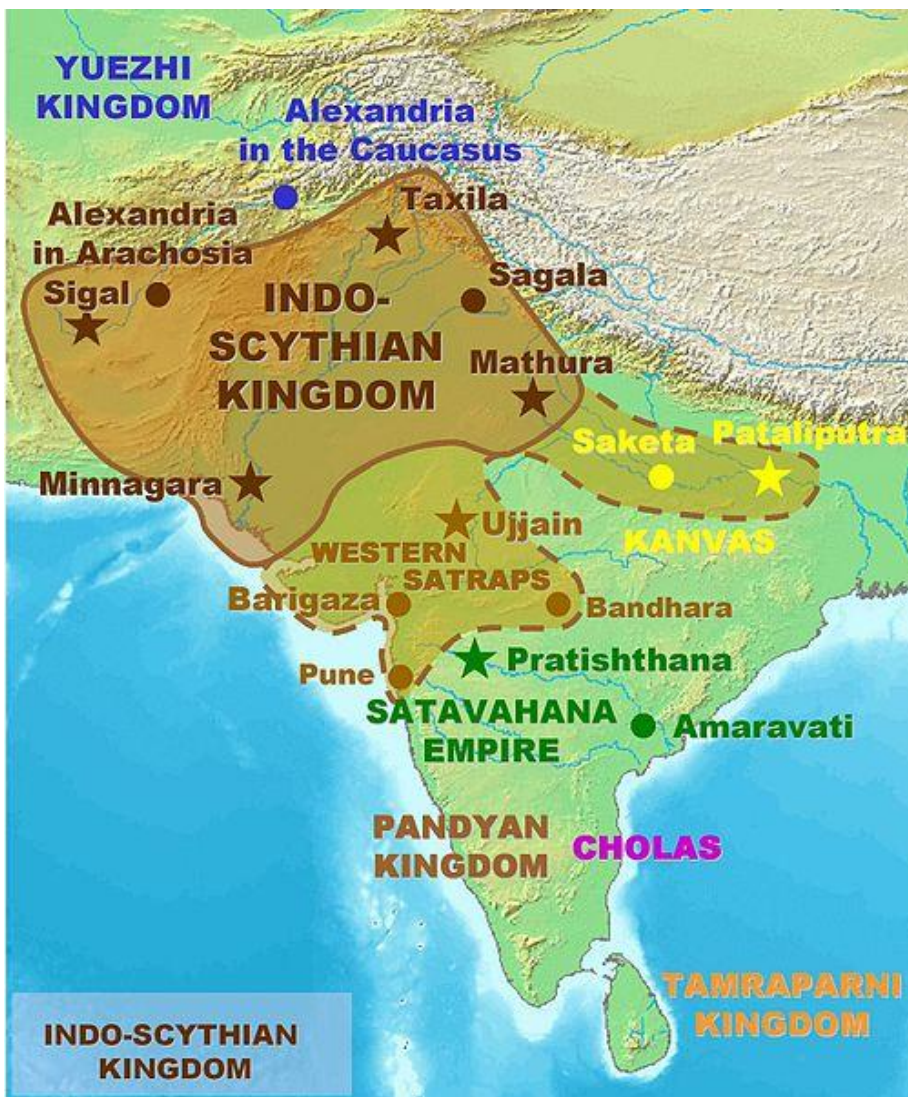 YUEZHI
KINGDOM
Alexandria
in the Caucasus
Taxila
Alexandria
in Arachosia
Sigal
Sagala
INDO-
SCYTHIAN
KINGDOM
Mathura
Saketa
Pataliputra
Minnagara
Ujjain
KANVAS
WESTERN
SATRAPS
Barigaza
Bandhara
Pune
Pratishthana
SATAVAHANA
EMPIRE
Amaravati
PANDYAN
KINGDOM
CHOLAS
TAMRAPARNI
KINGDOM
INDO-SCYTHIAN
KINGDOM